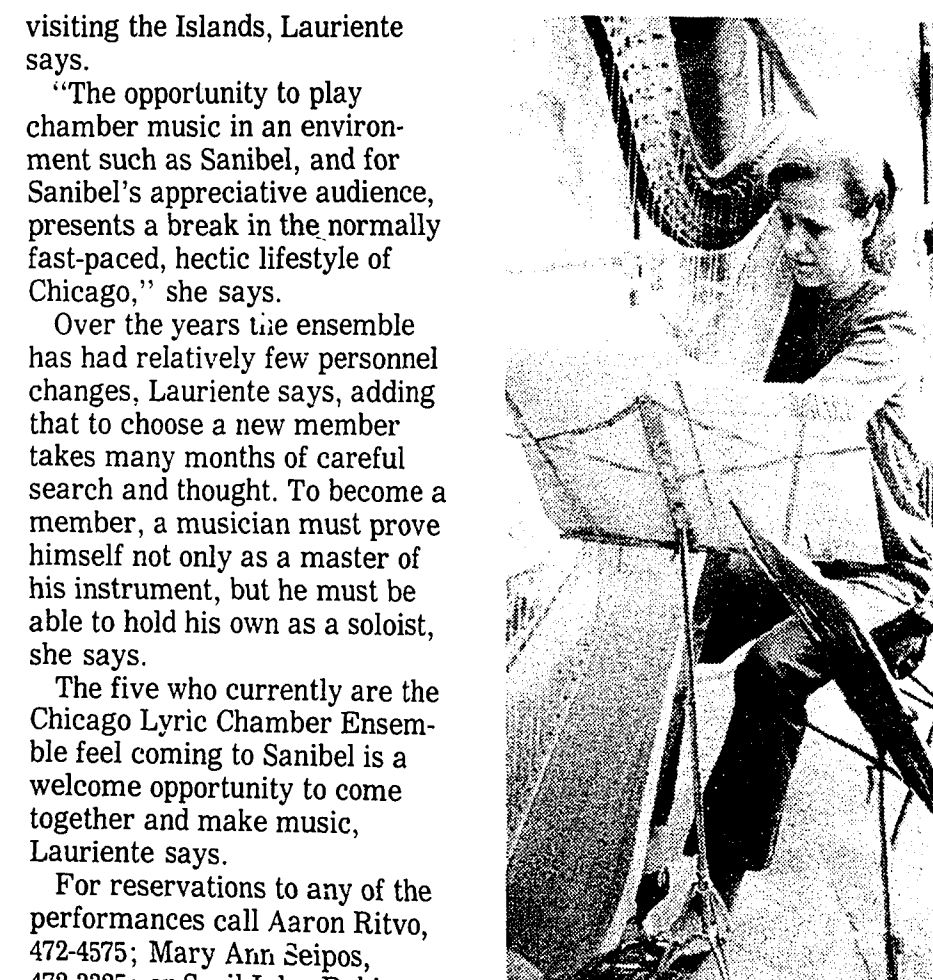 visiting the Islands, Lauriente
says.
"The opportunity to play
chamber music in an environ-
ment such as Sanibel, and for
Sanibel's appreciative audience,
presents a break in the normally
fast-paced, hectic lifestyle of
Chicago," she says.
Over the years the ensemble
has had relatively few personnel
changes, Lauriente says, adding
that to choose a new member
takes many months of careful
search and thought. To become a
member, a musician must prove
himself not only as a master of
his instrument, but he must be
able to hold his own as a soloist,
she says.
The five who currently are the
Chicago Lyric Chamber Ensem-
ble feel coming to Sanibel is a
welcome opportunity to come
together and make music,
Lauriente says.
For reservations to any of the
performances call Aaron Ritvo,
472-4575; Mary Ann Seipos,